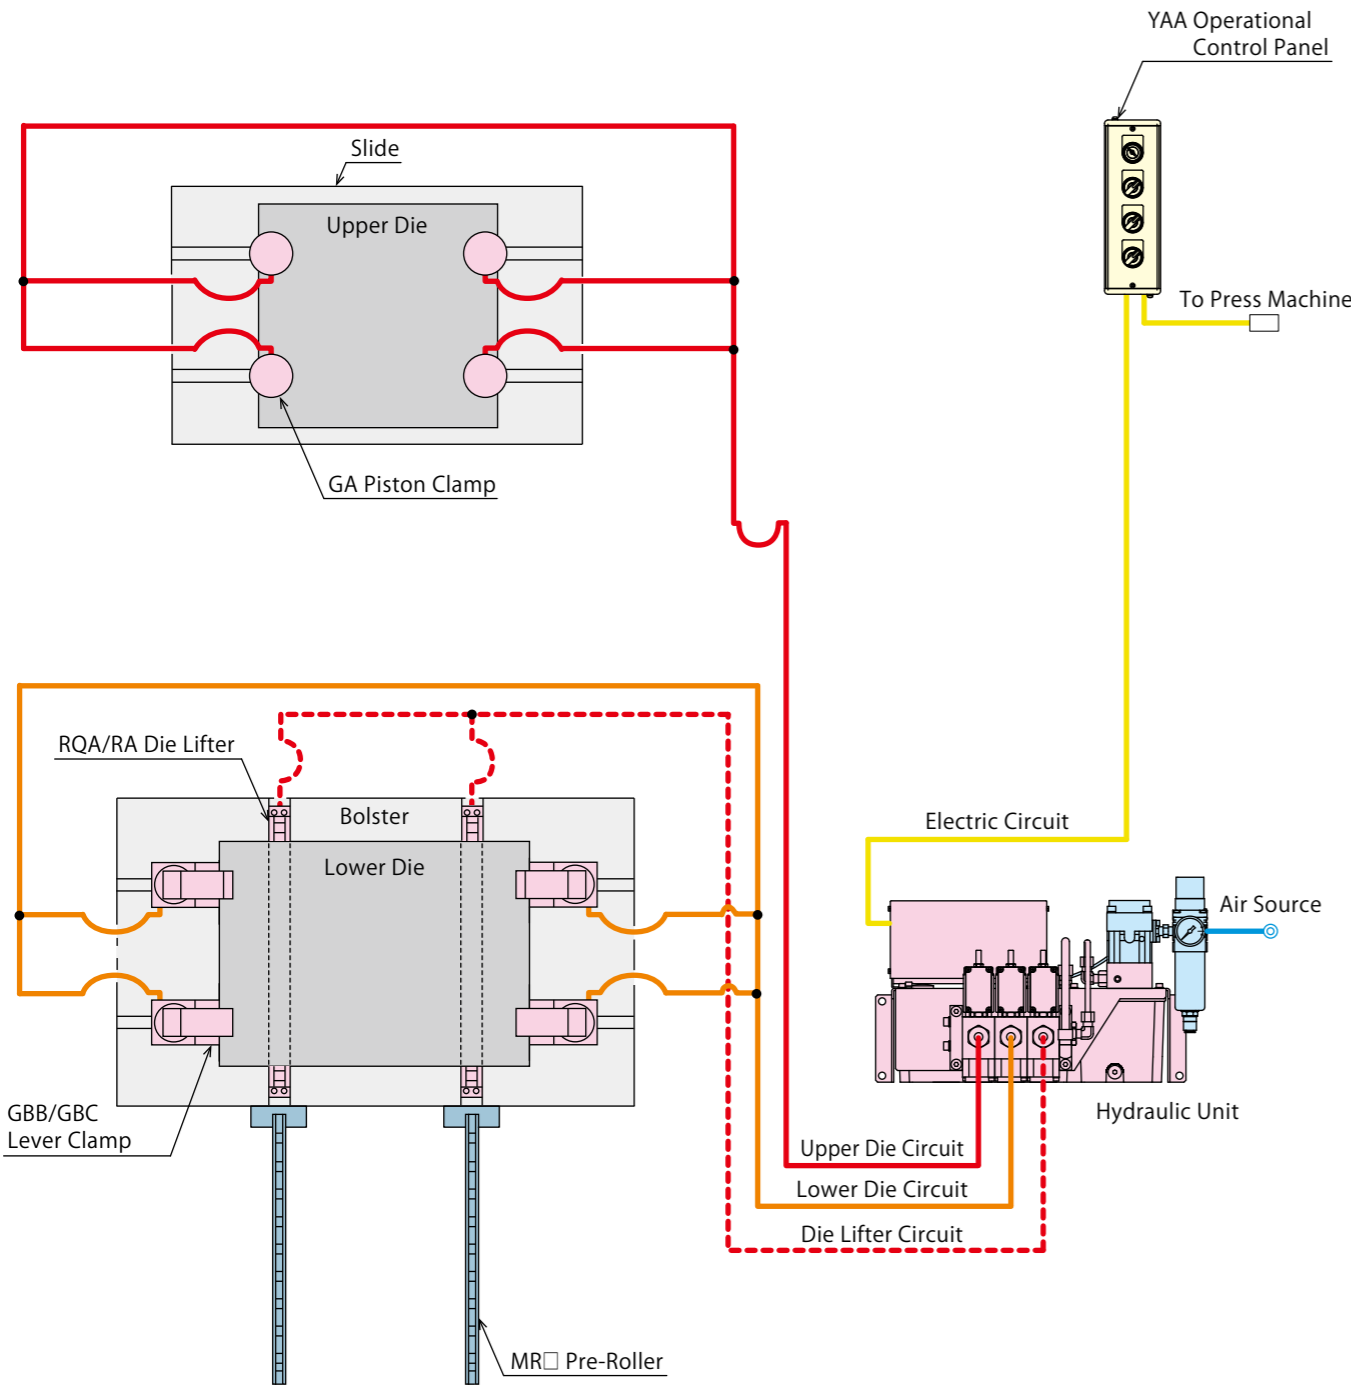 YAA Operational
Control Panel
Slide
Upper Die
To Press Machine
GA Piston Clamp
RQA/RA Die Lifter
Bolster
Electric Circuit
Lower Die
Air Source
GBB/GBC
Lever Clamp
Hydraulic Unit
Upper Die Circuit
Lower Die Circuit
Die Lifter Circuit
MR□ Pre-Roller